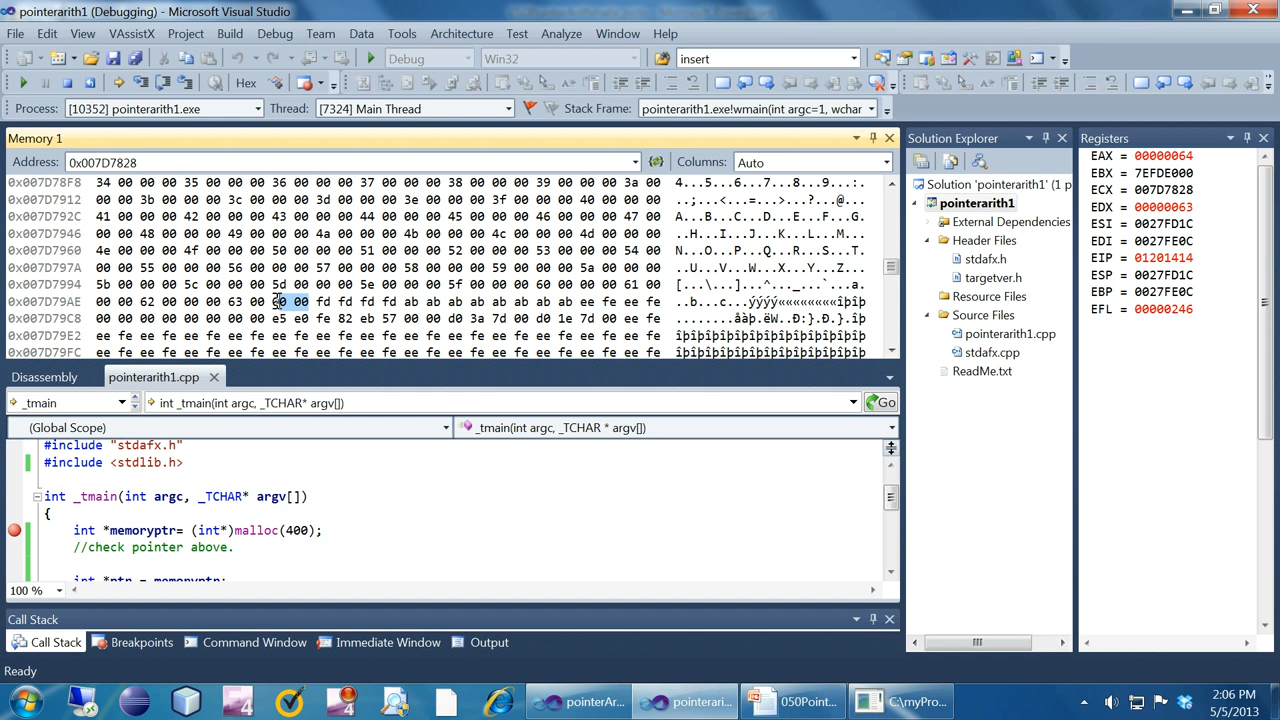 pointerarith1 (Debugging) - Microsoft Visual Studio
File Edit View VAssistX Project Build Debug Team Data Tools Architecture Test Analyze Window Help
Debug Win32 insert
Hex
Process: [10352] pointerarith1.exe Thread: [7324] Main Thread Stack Frame: pointerarith1.exe!wmain(int argc=1, wchar
Memory 1
Address: 0x007D7828 Columns: Auto
0x007D78F8 34 00 00 00 35 00 00 00 36 00 00 00 37 00 00 00 38 00 00 00 39 00 00 00 3a 00 4...5...6...7...8...9...:.
0x007D7912 00 00 3b 00 00 00 3c 00 00 00 3d 00 00 00 3e 00 00 00 3f 00 00 00 40 00 00 00 ..;...<...=...>...?...@...
0x007D792C 41 00 00 00 42 00 00 00 43 00 00 00 44 00 00 00 45 00 00 00 46 00 00 00 47 00 A...B...C...D...E...F...G.
0x007D7946 00 00 48 00 00 00 49 00 00 00 4a 00 00 00 4b 00 00 00 4c 00 00 00 4d 00 00 00 ..H...I...J...K...L...M...
0x007D7960 4e 00 00 00 4f 00 00 00 50 00 00 00 51 00 00 00 52 00 00 00 53 00 00 00 54 00 N...O...P...Q...R...S...T.
0x007D797A 00 00 55 00 00 00 56 00 00 00 57 00 00 00 58 00 00 00 59 00 00 00 5a 00 00 00 ..U...V...W...X...Y...Z...
0x007D7994 5b 00 00 00 5c 00 00 00 5d 00 00 00 5e 00 00 00 5f 00 00 00 60 00 00 00 61 00 [...\...]...^..._...`...a.
0x007D79AE 00 00 62 00 00 00 63 00 00 00 fd fd fd fd ab ab ab ab ab ab ab ab ee fe ee fe ..b...c...ýýýý««««««««îþîþ
0x007D79C8 00 00 00 00 00 00 00 00 e5 e0 fe 82 eb 57 00 00 d0 3a 7d 00 d0 1e 7d 00 ee fe ........åàþ.ëW..Ð:}.Ð.}.îþ
0x007D79E2 ee fe ee fe ee fe ee fe ee fe ee fe ee fe ee fe ee fe ee fe ee fe ee fe ee fe îþîþîþîþîþîþîþîþîþîþîþîþîþ
0x007D79FC ee fe ee fe ee fe ee fe ee fe ee fe ee fe ee fe ee fe ee fe ee fe ee fe ee fe îþîþîþîþîþîþîþîþîþîþîþîþîþ
Disassembly pointerarith1.cpp
_tmain int _tmain(int argc, _TCHAR* argv[]) Go
(Global Scope) _tmain(int argc, _TCHAR * argv[])
#include "stdafx.h"
#include <stdlib.h>
int _tmain(int argc, _TCHAR* argv[])
{
int *memoryptr= (int*)malloc(400);
//check pointer above.
int *ptr = memoryptr;
100 %
Call Stack
Call Stack Breakpoints Command Window Immediate Window Output
Ready
Solution Explorer
Solution 'pointerarith1' (1 p
pointerarith1
External Dependencies
Header Files
stdafx.h
targetver.h
Resource Files
Source Files
pointerarith1.cpp
stdafx.cpp
ReadMe.txt
Registers
EAX = 00000064
EBX = 7EFDE000
ECX = 007D7828
EDX = 00000063
ESI = 0027FD1C
EDI = 0027FE0C
EIP = 01201414
ESP = 0027FD1C
EBP = 0027FE0C
EFL = 00000246
pointerAr... pointerari... 050Point... C:\myPro...
2:06 PM
5/5/2013